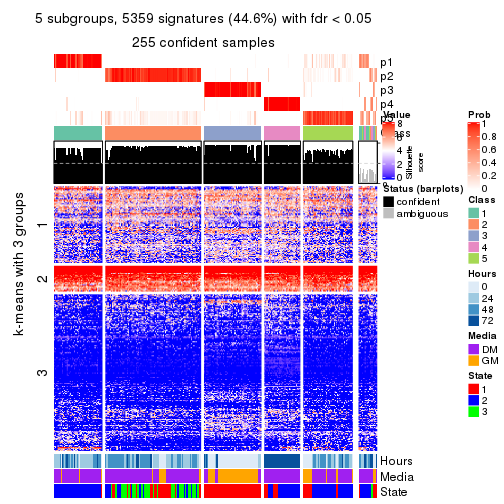 5 subgroups, 5359 signatures (44.6%) with fdr < 0.05
255 confident samples
p1
p2
p3
p4
p5
Class
Silhouette
score
k-means with 3 groups
1
2
3
Hours
Media
State
Value
8
6
4
2
0
Status (barplots)
confident
ambiguous
Prob
1
0.8
0.6
0.4
0.2
0
Class
1
2
3
4
5
Hours
0
24
48
72
Media
DM
GM
State
1
2
3